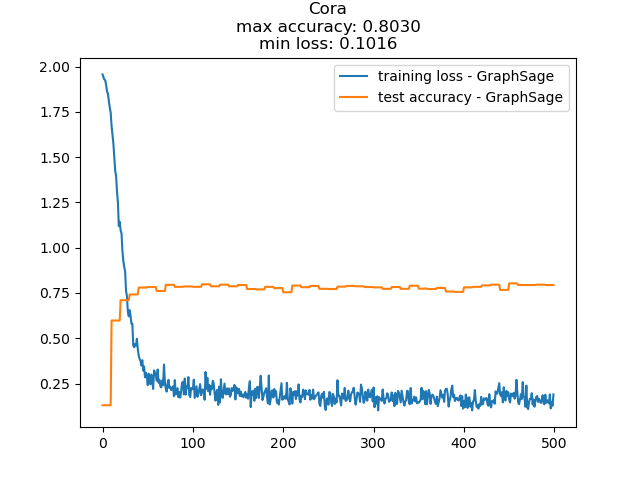 Cora
max accuracy: 0.8030
min loss: 0.1016
training loss - GraphSage
test accuracy - GraphSage
2.00
1.75
1.50
1.25
1.00
0.75
0.50
0.25
0 100 200 300 400 500